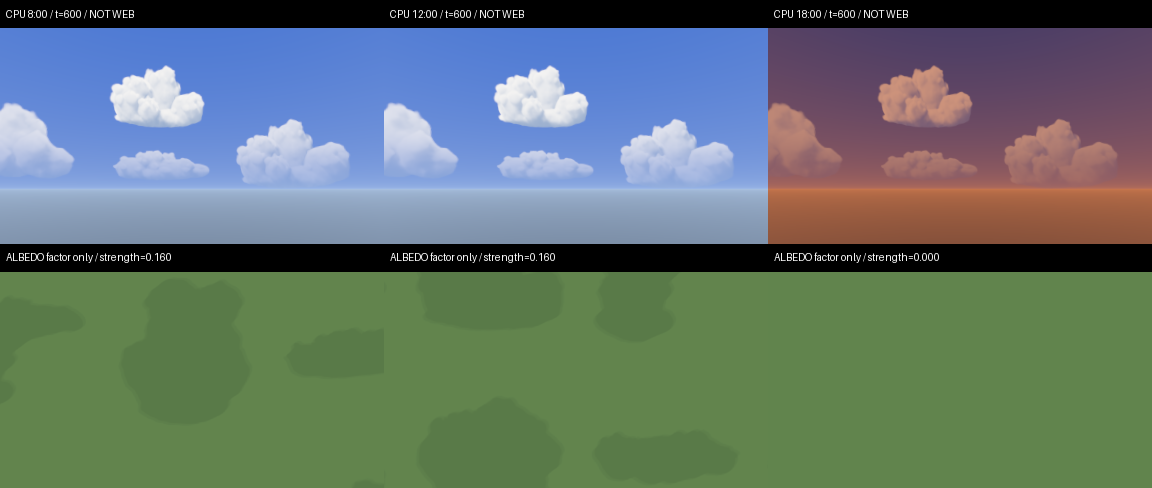 CPU 8:00 / t=600 / NOT WEB
CPU 12:00 / t=600 / NOT WEB
CPU 18:00 / t=600 / NOT WEB
ALBEDO factor only / strength=0.160
ALBEDO factor only / strength=0.160
ALBEDO factor only / strength=0.000